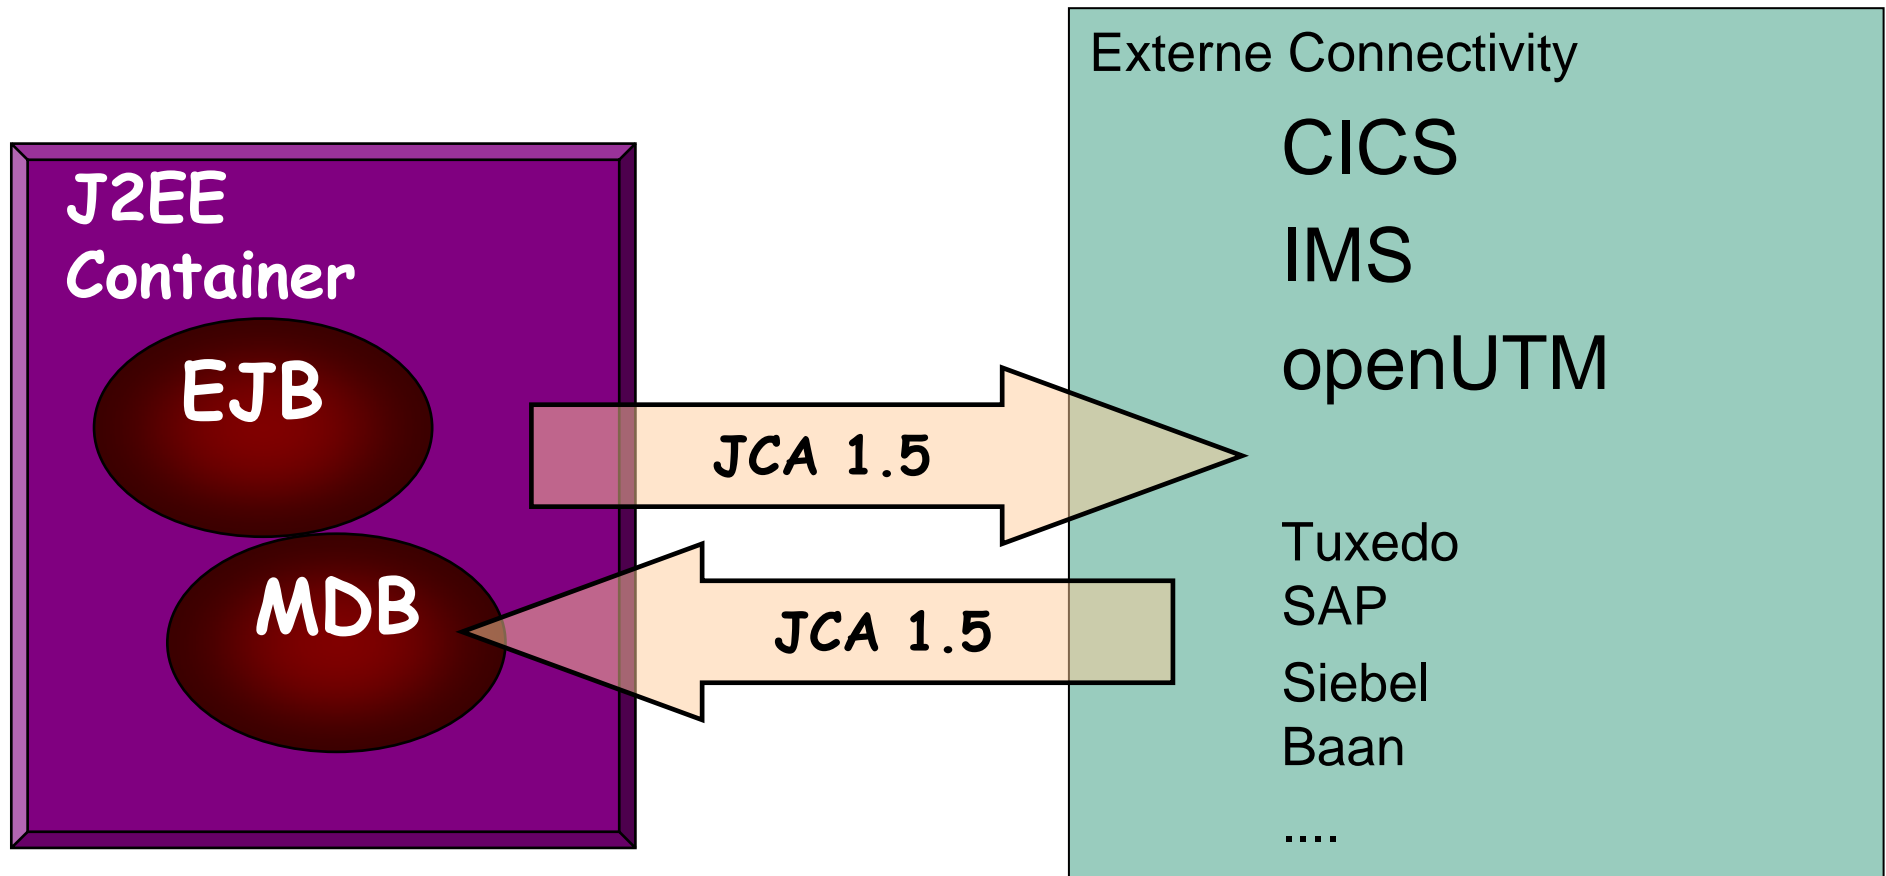 J2EE
Container
EJB
MDB
JCA 1.5
JCA 1.5
Externe Connectivity
CICS
IMS
openUTM
Tuxedo
SAP
Siebel
Baan
....